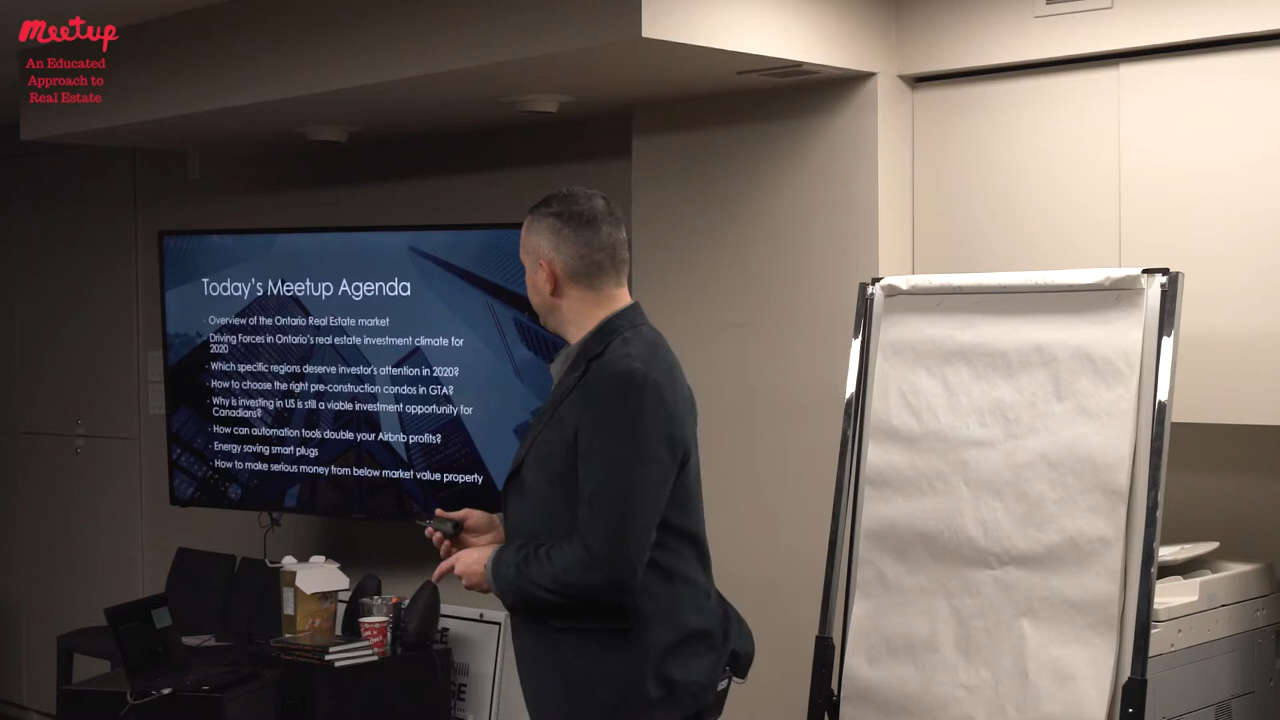 meetup
An Educated
Approach to
Real Estate
Today's Meetup Agenda
Overview of the Ontario Real Estate market
Driving Forces in Ontario's real estate investment climate for
2020
Which specific regions deserve investor's attention in 2020?
How to choose the right pre-construction condos in GTA?
Why is investing in US is still a viable investment opportunity for
Canadians?
How can automation tools double your Airbnb profits?
Energy saving smart plugs
How to make serious money from below market value property